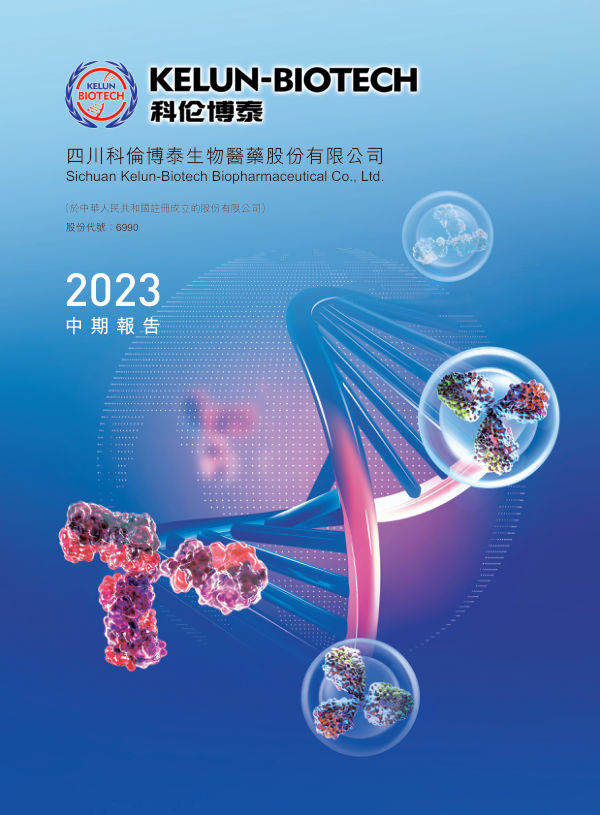 KELUN
BIOTECH
KELUN-BIOTECH
科伦博泰
四川科倫博泰生物醫藥股份有限公司
Sichuan Kelun-Biotech Biopharmaceutical Co., Ltd.
（於中華人民共和國註冊成立的股份有限公司）
股份代號：6990
2023
中期報告